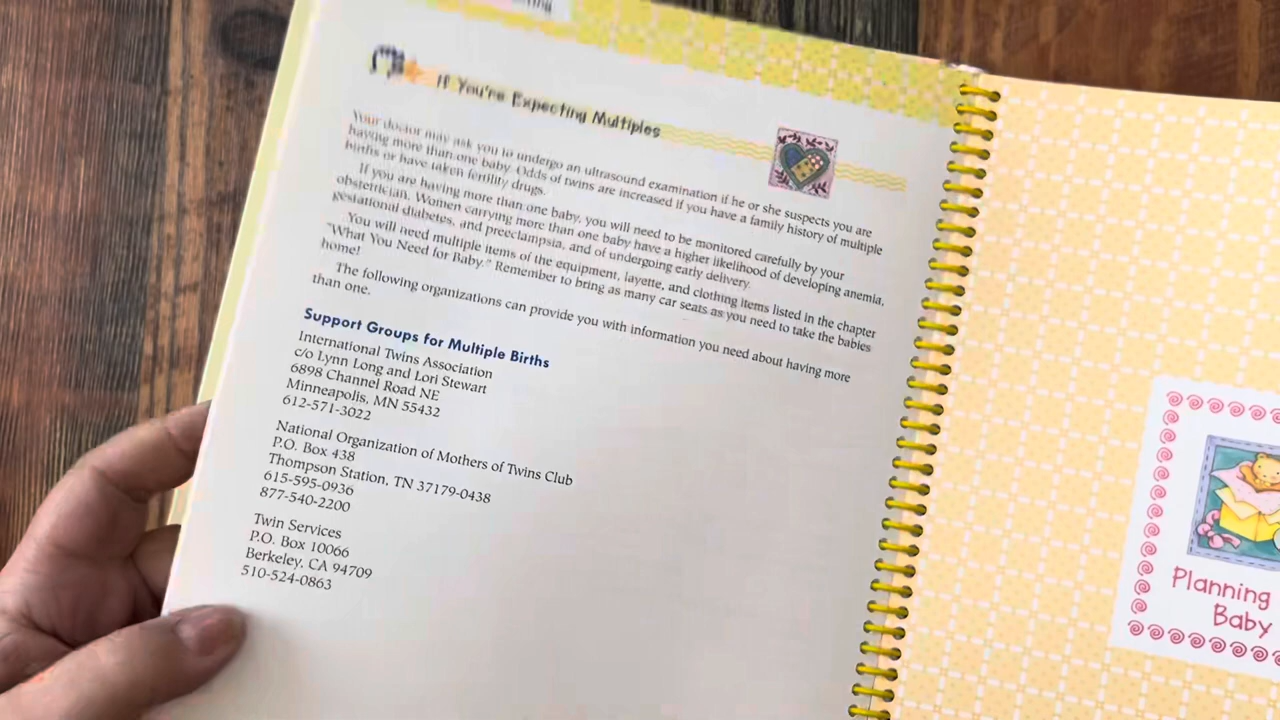 If You're Expecting Multiples
Your doctor may ask you to undergo an ultrasound examination if he or she suspects you are
having more than one baby. Odds of twins are increased if you have a family history of multiple
births or have taken fertility drugs.
If you are having more than one baby, you will need to be monitored carefully by your
obstetrician. Women carrying more than one baby have a higher likelihood of developing anemia,
gestational diabetes, and preeclampsia, and of undergoing early delivery.
You will need multiple items of the equipment, layette, and clothing items listed in the chapter
"What You Need for Baby." Remember to bring as many car seats as you need to take the babies
home!
The following organizations can provide you with information you need about having more
than one.
Support Groups for Multiple Births
International Twins Association
c/o Lynn Long and Lori Stewart
6898 Channel Road NE
Minneapolis, MN 55432
612-571-3022
National Organization of Mothers of Twins Club
P.O. Box 438
Thompson Station, TN 37179-0438
615-595-0936
877-540-2200
Twin Services
P.O. Box 10066
Berkeley, CA 94709
510-524-0863
Planning
Baby